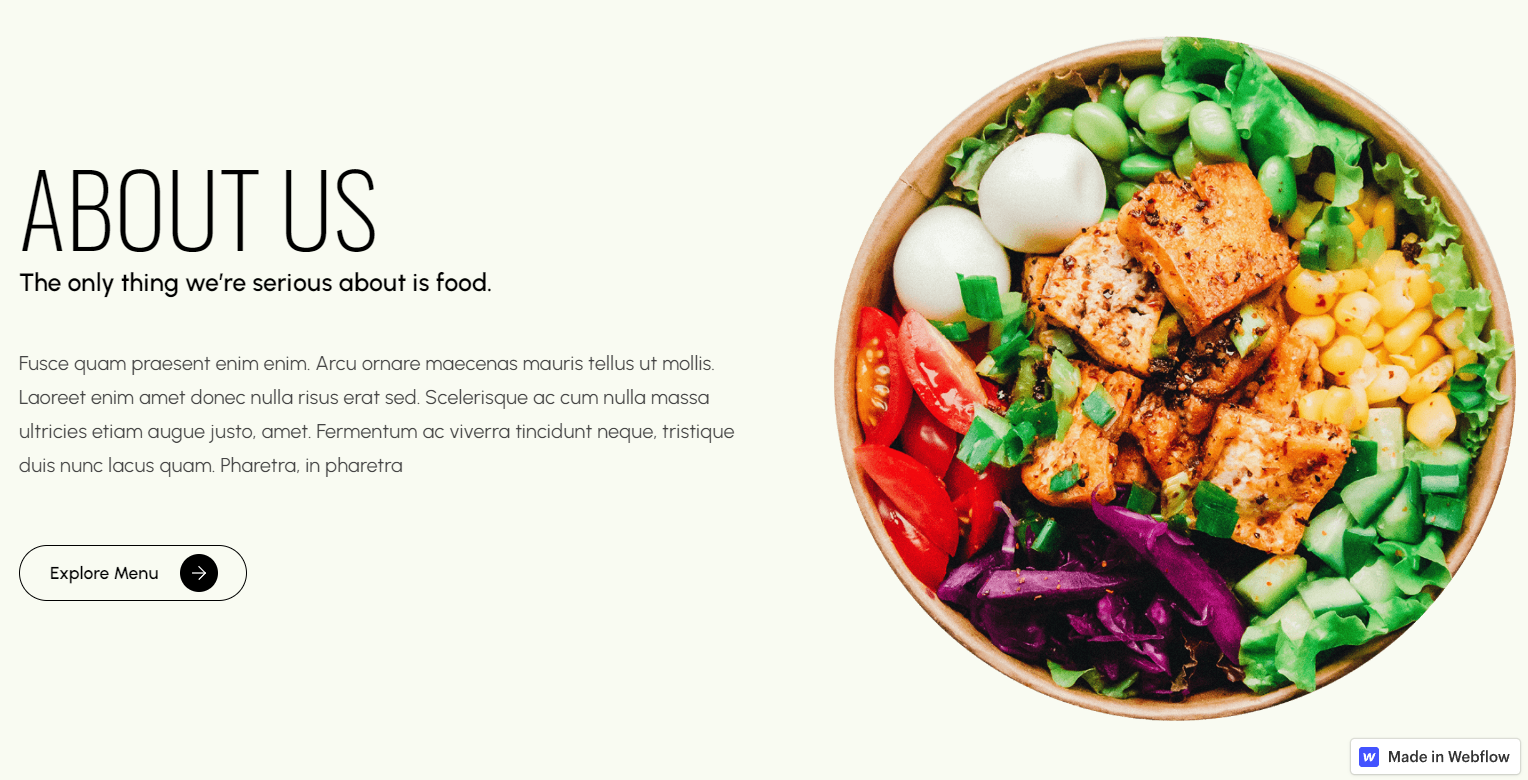 ABOUT US
The only thing we're serious about is food.
Fusce quam praesent enim enim. Arcu ornare maecenas mauris tellus ut mollis.
Laoreet enim amet donec nulla risus erat sed. Scelerisque ac cum nulla massa
ultricies etiam augue justo, amet. Fermentum ac viverra tincidunt neque, tristique
duis nunc lacus quam. Pharetra, in pharetra
Explore Menu
Made in Webflow